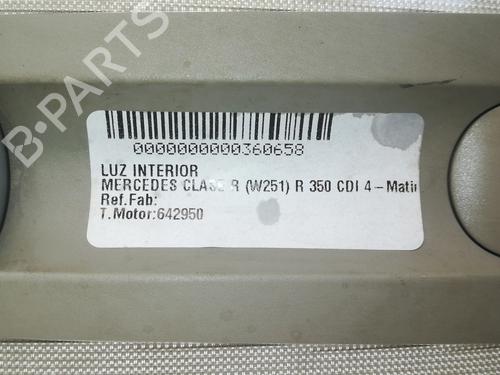 B-PARTS
0000000000360658
LUZ INTERIOR
MERCEDES CLASE R (W251) R 350 CDI 4-Matic
Ref.Fab:
T.Motor:642950